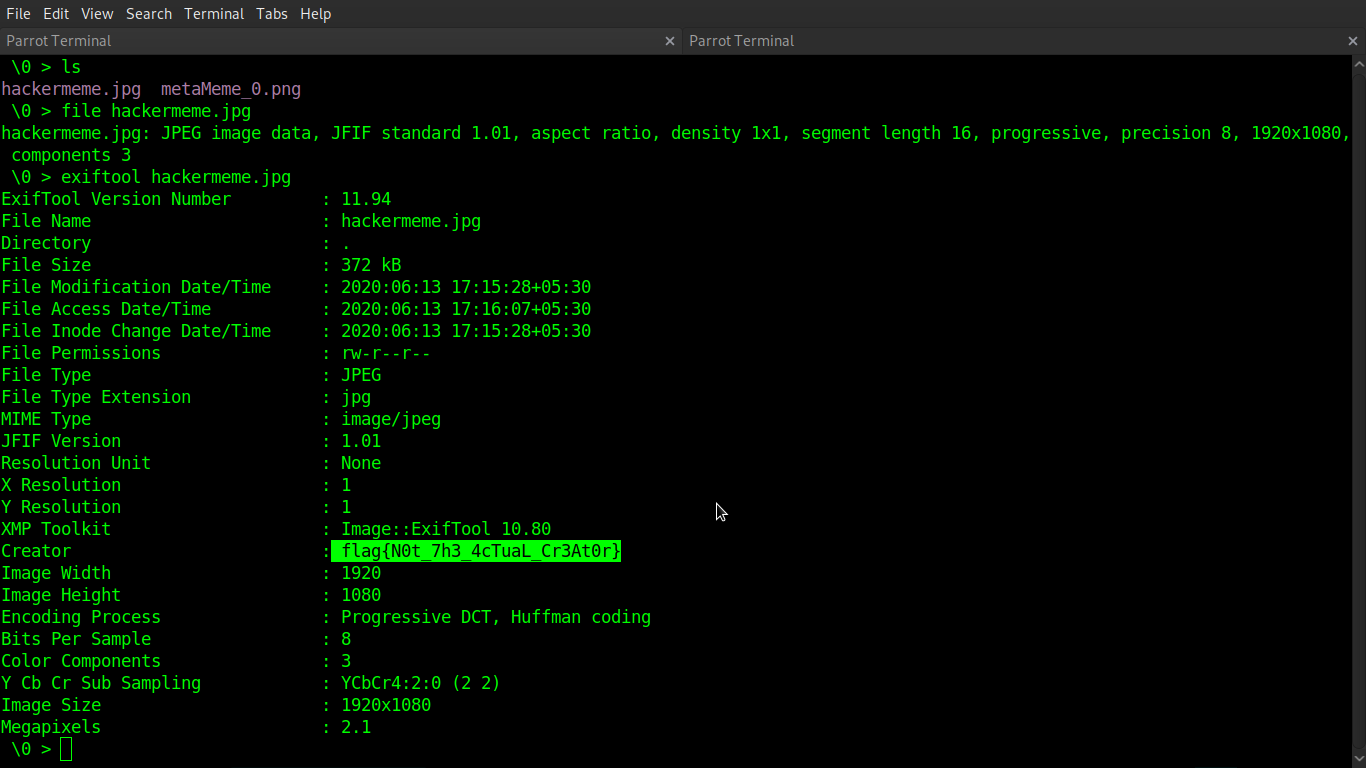 File Edit View Search Terminal Tabs Help
Parrot Terminal × Parrot Terminal ×
\0 > ls
hackermeme.jpg metaMeme_0.png
\0 > file hackermeme.jpg
hackermeme.jpg: JPEG image data, JFIF standard 1.01, aspect ratio, density 1x1, segment length 16, progressive, precision 8, 1920x1080,
components 3
\0 > exiftool hackermeme.jpg
ExifTool Version Number : 11.94
File Name : hackermeme.jpg
Directory : .
File Size : 372 kB
File Modification Date/Time : 2020:06:13 17:15:28+05:30
File Access Date/Time : 2020:06:13 17:16:07+05:30
File Inode Change Date/Time : 2020:06:13 17:15:28+05:30
File Permissions : rw-r--r--
File Type : JPEG
File Type Extension : jpg
MIME Type : image/jpeg
JFIF Version : 1.01
Resolution Unit : None
X Resolution : 1
Y Resolution : 1
XMP Toolkit : Image::ExifTool 10.80
Creator : flag{N0t_7h3_4cTuaL_Cr3At0r}
Image Width : 1920
Image Height : 1080
Encoding Process : Progressive DCT, Huffman coding
Bits Per Sample : 8
Color Components : 3
Y Cb Cr Sub Sampling : YCbCr4:2:0 (2 2)
Image Size : 1920x1080
Megapixels : 2.1
\0 >